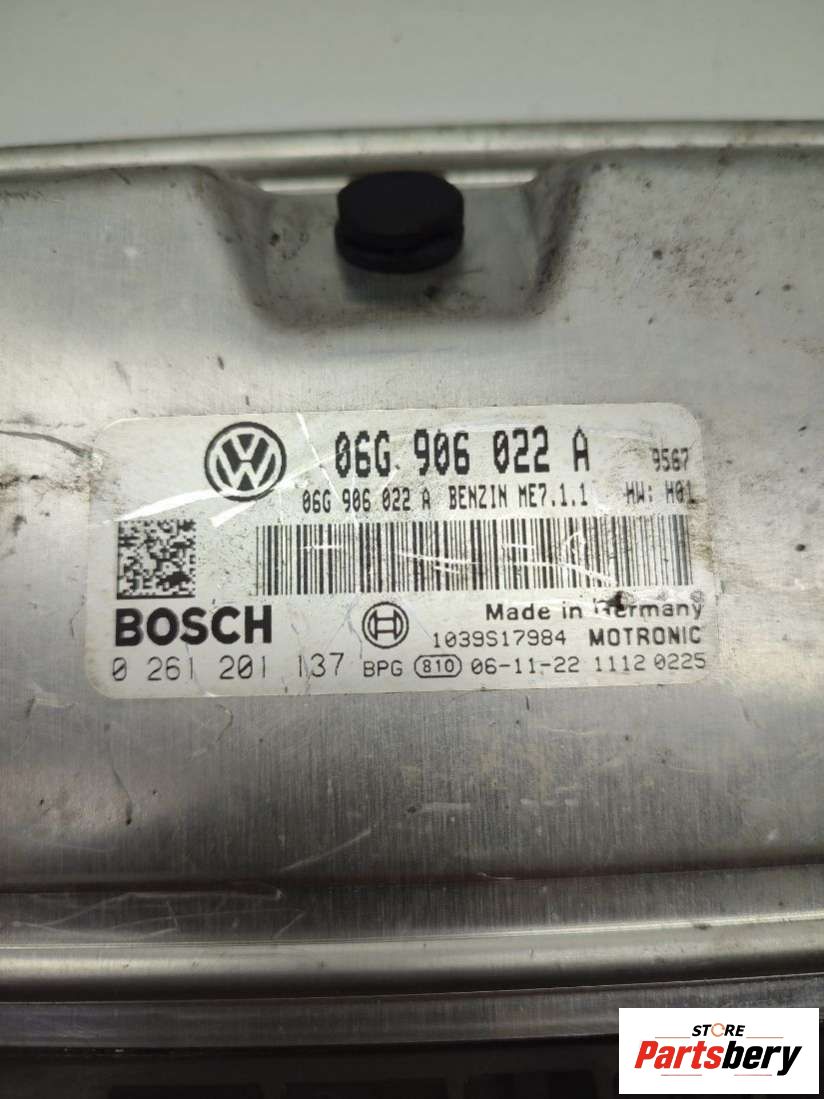 06G 906 022 A 9567
06G 906 022 A BENZIN ME7.1.1 HW: H01
BOSCH
Made in Germany
1039S17984 MOTRONIC
0 261 201 137 BPG 810 06-11-22 1112 0225
STORE
Partsbery